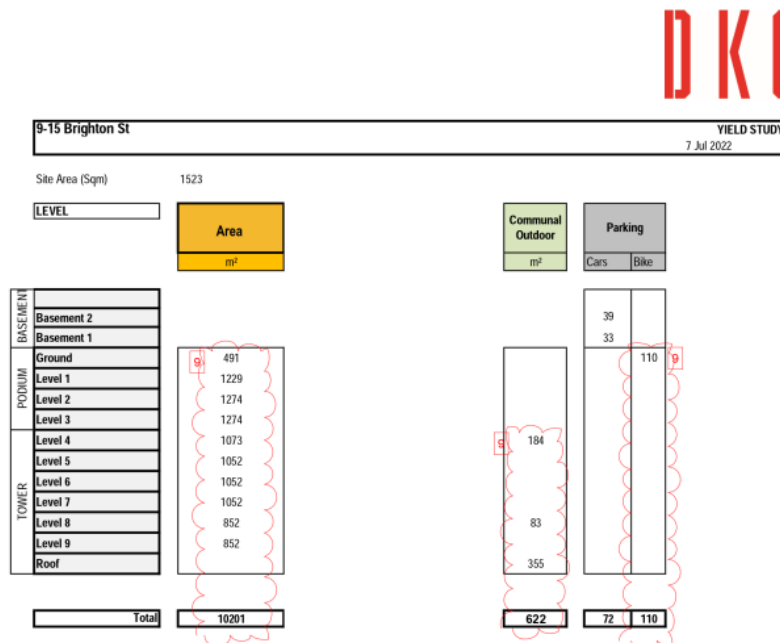 DKO
9-15 Brighton St YIELD STUDY
7 Jul 2022
Site Area (Sqm) 1523
LEVEL Area Communal Outdoor Parking
m² m² Cars Bike
BASEMENT
Basement 2 39
Basement 1 33
PODIUM
Ground 9 491 110 9
Level 1 1229
Level 2 1274
Level 3 1274
TOWER
Level 4 1073 9 184
Level 5 1052
Level 6 1052
Level 7 1052
Level 8 852 83
Level 9 852
Roof 355
Total 10201 622 72 110